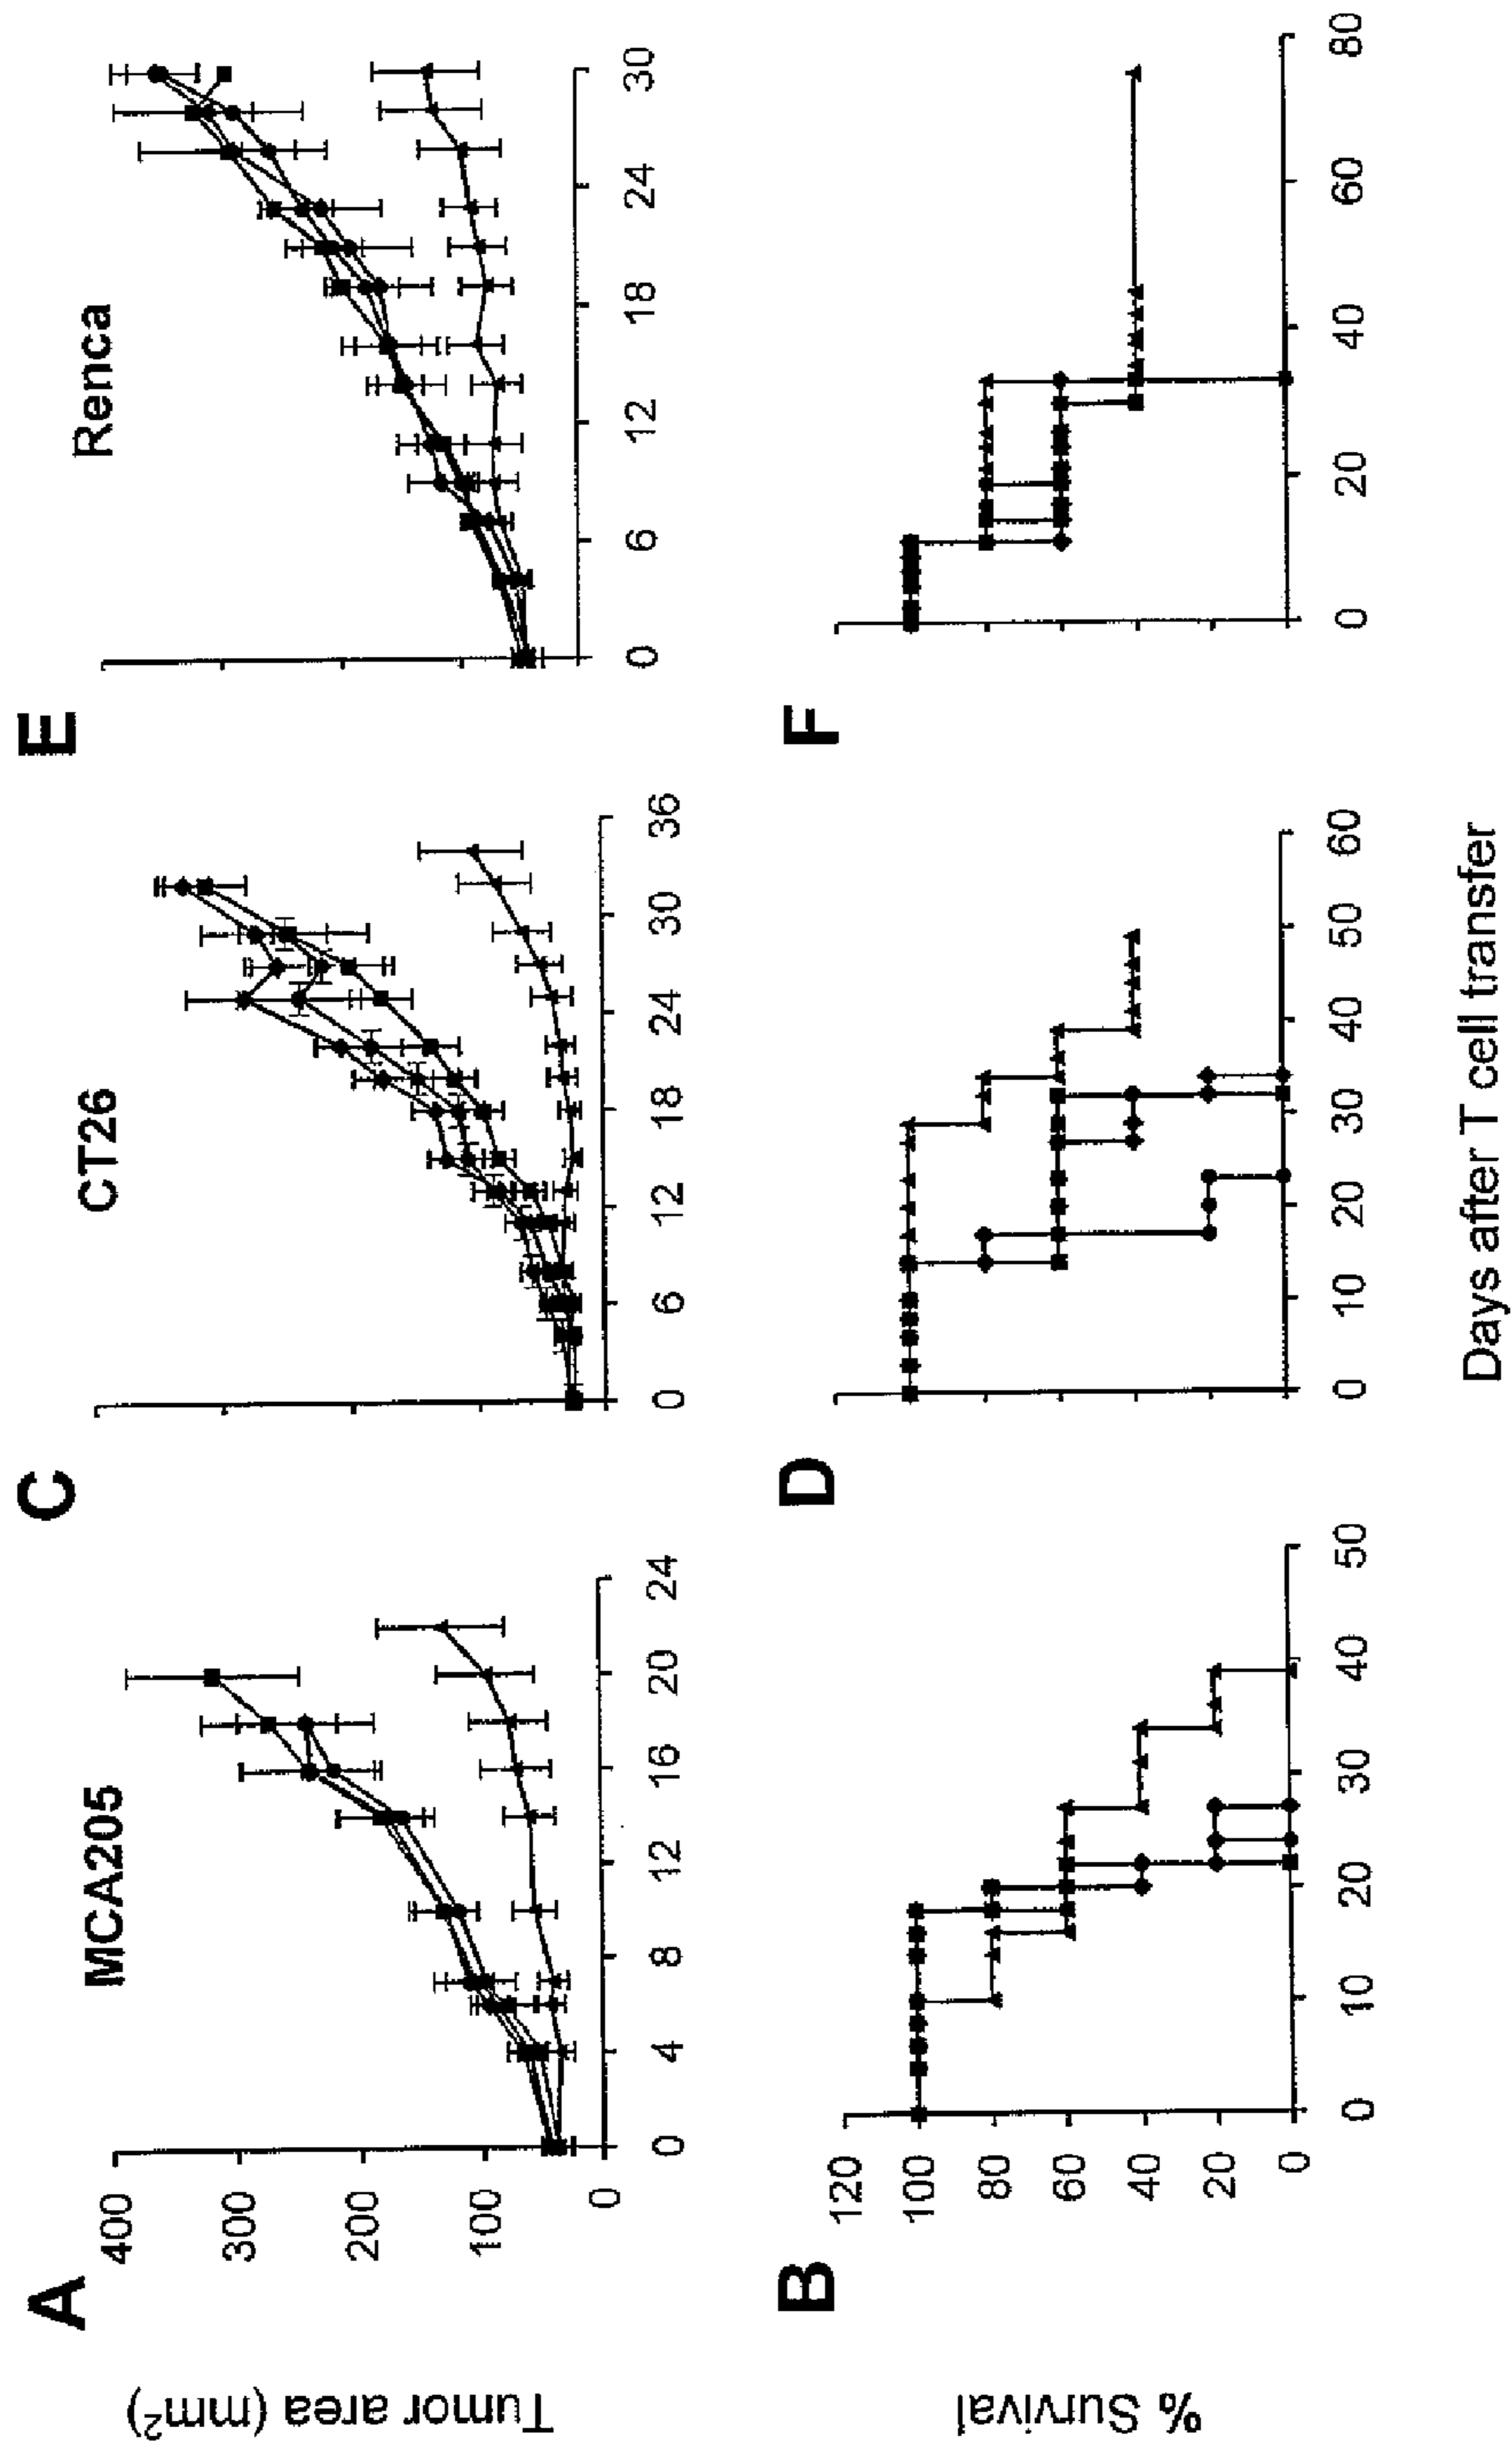 A
MCA205
C
CT26
E
Renca
Tumor area (mm²)
400
300
200
100
0
0 4 8 12 16 20 24
0 6 12 18 24 30 36
0 6 12 18 24 30
B
D
F
% Survival
120
100
80
60
40
20
0
0 10 20 30 40 50
0 10 20 30 40 50 60
0 20 40 60 80
Days after T cell transfer